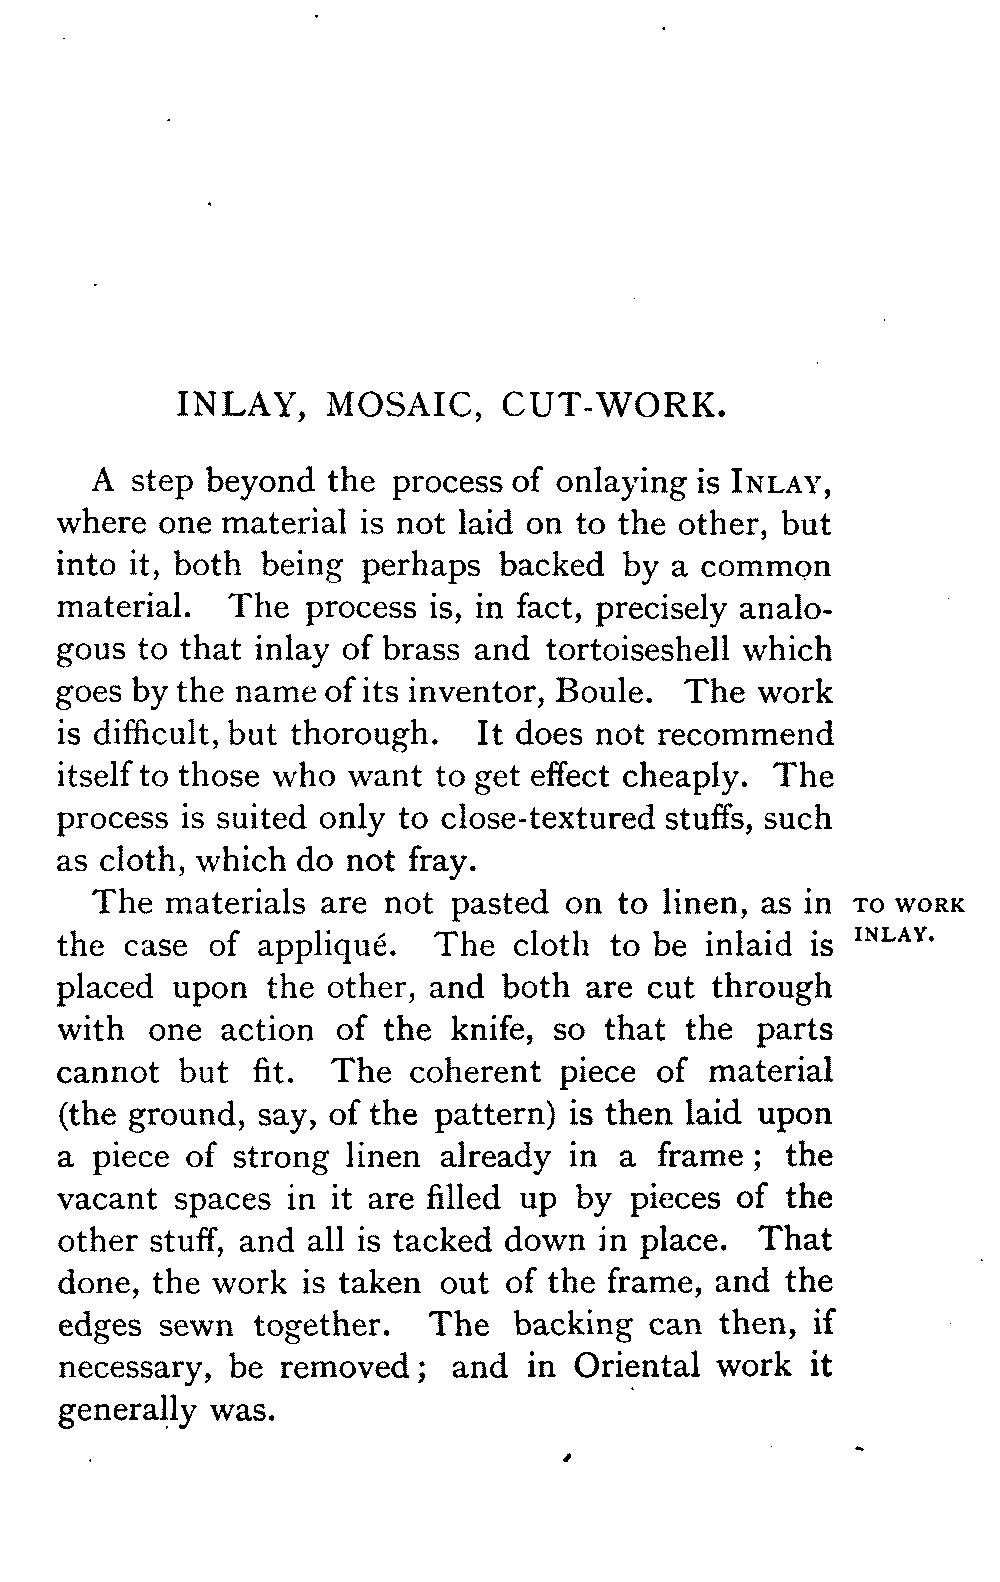 INLAY, MOSAIC, CUT-WORK.
A step beyond the process of onlaying is INLAY,
where one material is not laid on to the other, but
into it, both being perhaps backed by a common
material. The process is, in fact, precisely analo-
gous to that inlay of brass and tortoiseshell which
goes by the name of its inventor, Boule. The work
is difficult, but thorough. It does not recommend
itself to those who want to get effect cheaply. The
process is suited only to close-textured stuffs, such
as cloth, which do not fray.
The materials are not pasted on to linen, as in
the case of appliqué. The cloth to be inlaid is
placed upon the other, and both are cut through
with one action of the knife, so that the parts
cannot but fit. The coherent piece of material
(the ground, say, of the pattern) is then laid upon
a piece of strong linen already in a frame; the
vacant spaces in it are filled up by pieces of the
other stuff, and all is tacked down in place. That
done, the work is taken out of the frame, and the
edges sewn together. The backing can then, if
necessary, be removed; and in Oriental work it
generally was.
TO WORK
INLAY.